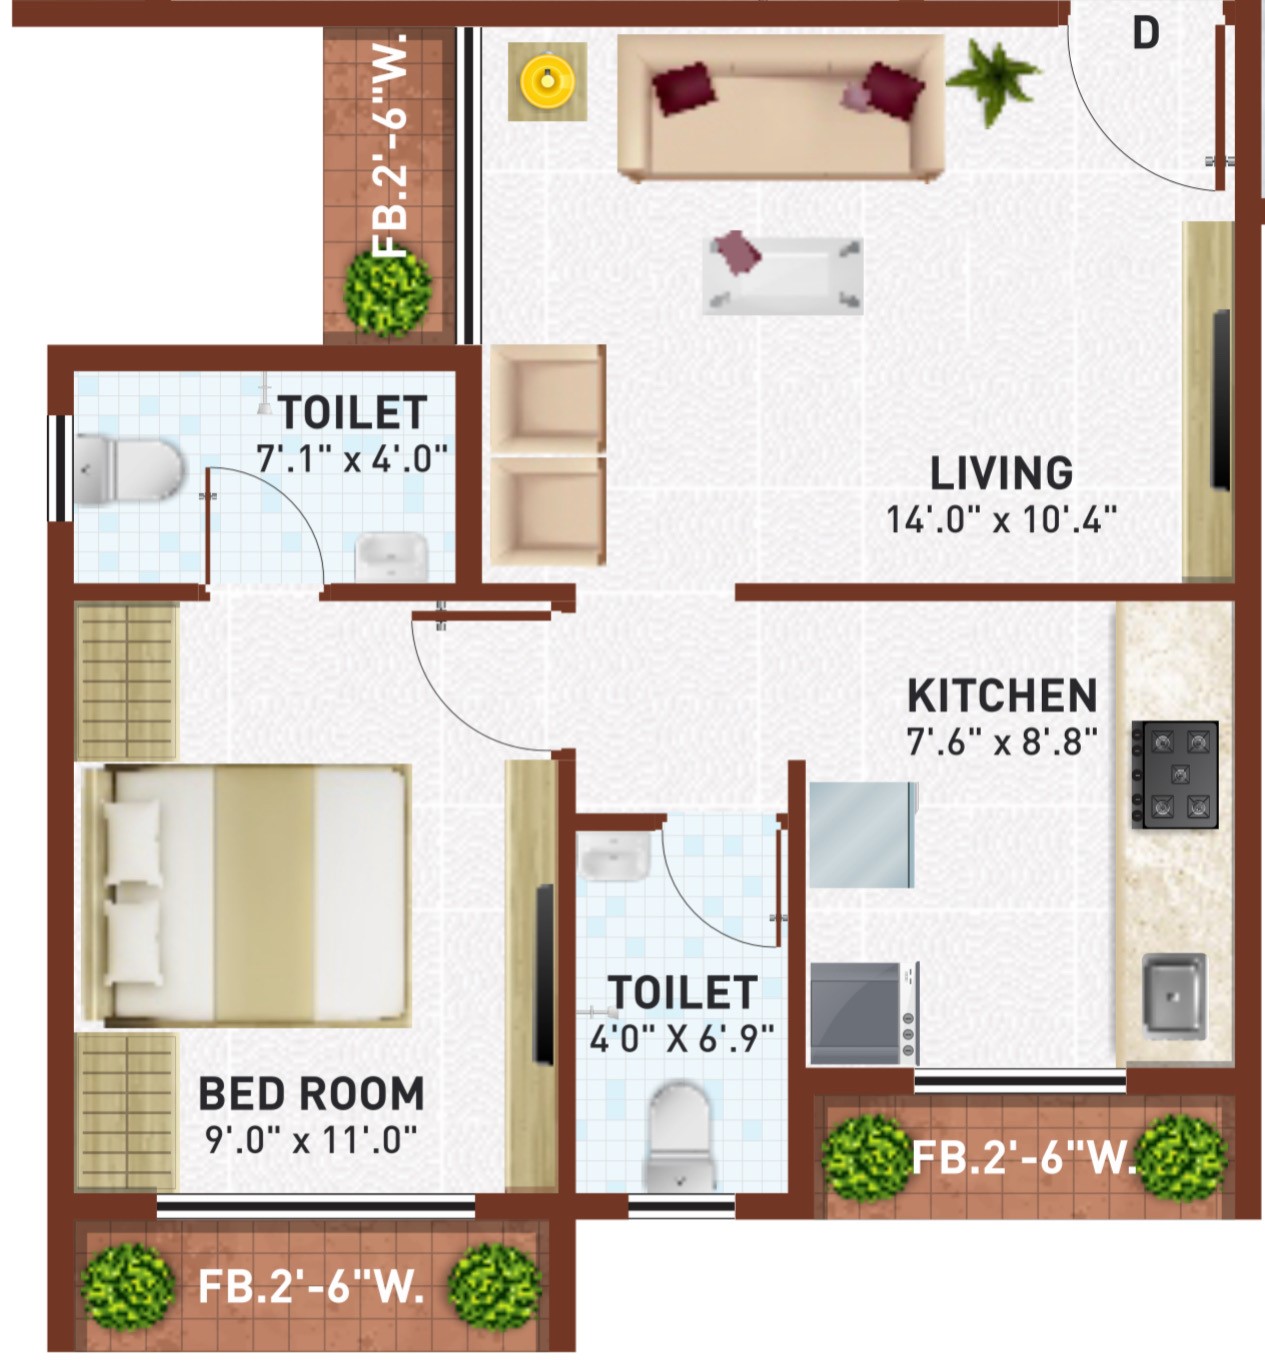 D
FB.2'-6"W.
TOILET
7'.1" x 4'.0"
LIVING
14'.0" x 10'.4"
KITCHEN
7'.6" x 8'.8"
TOILET
4'0" X 6'.9"
BED ROOM
9'.0" x 11'.0"
FB.2'-6"W.
FB.2'-6"W.